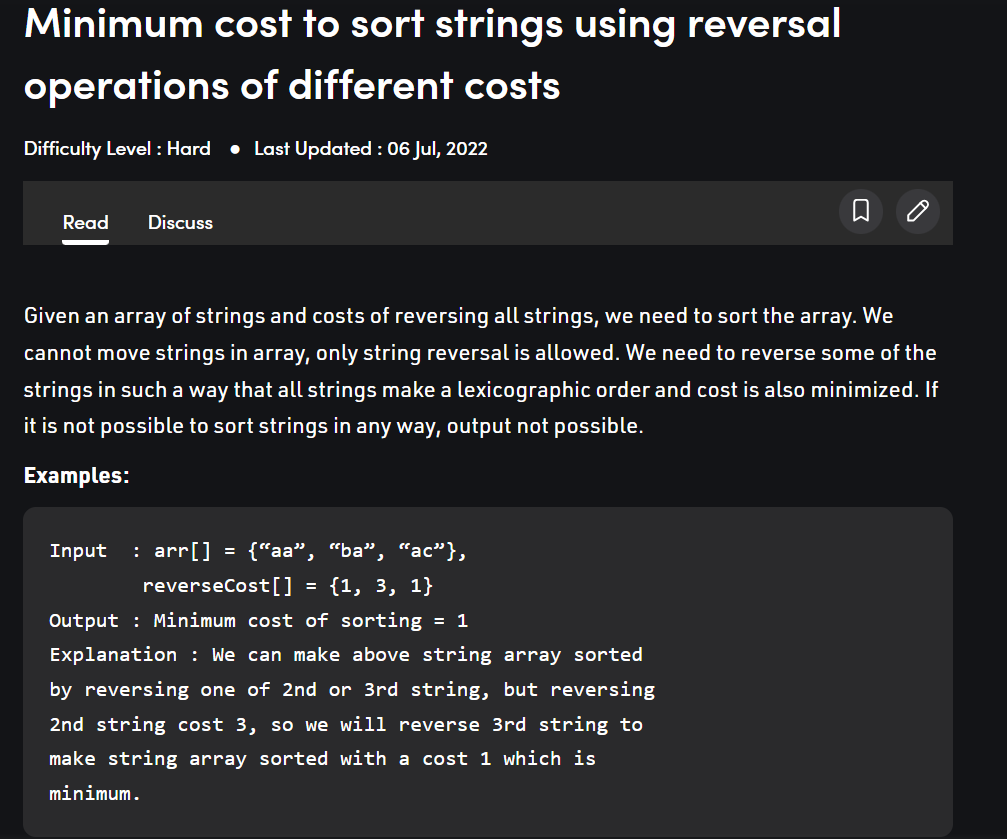 Minimum cost to sort strings using reversal
operations of different costs
Difficulty Level : Hard ● Last Updated : 06 Jul, 2022
Read Discuss
Given an array of strings and costs of reversing all strings, we need to sort the array. We
cannot move strings in array, only string reversal is allowed. We need to reverse some of the
strings in such a way that all strings make a lexicographic order and cost is also minimized. If
it is not possible to sort strings in any way, output not possible.
Examples:
Input  : arr[] = {“aa”, “ba”, “ac”},
reverseCost[] = {1, 3, 1}
Output : Minimum cost of sorting = 1
Explanation : We can make above string array sorted
by reversing one of 2nd or 3rd string, but reversing
2nd string cost 3, so we will reverse 3rd string to
make string array sorted with a cost 1 which is
minimum.